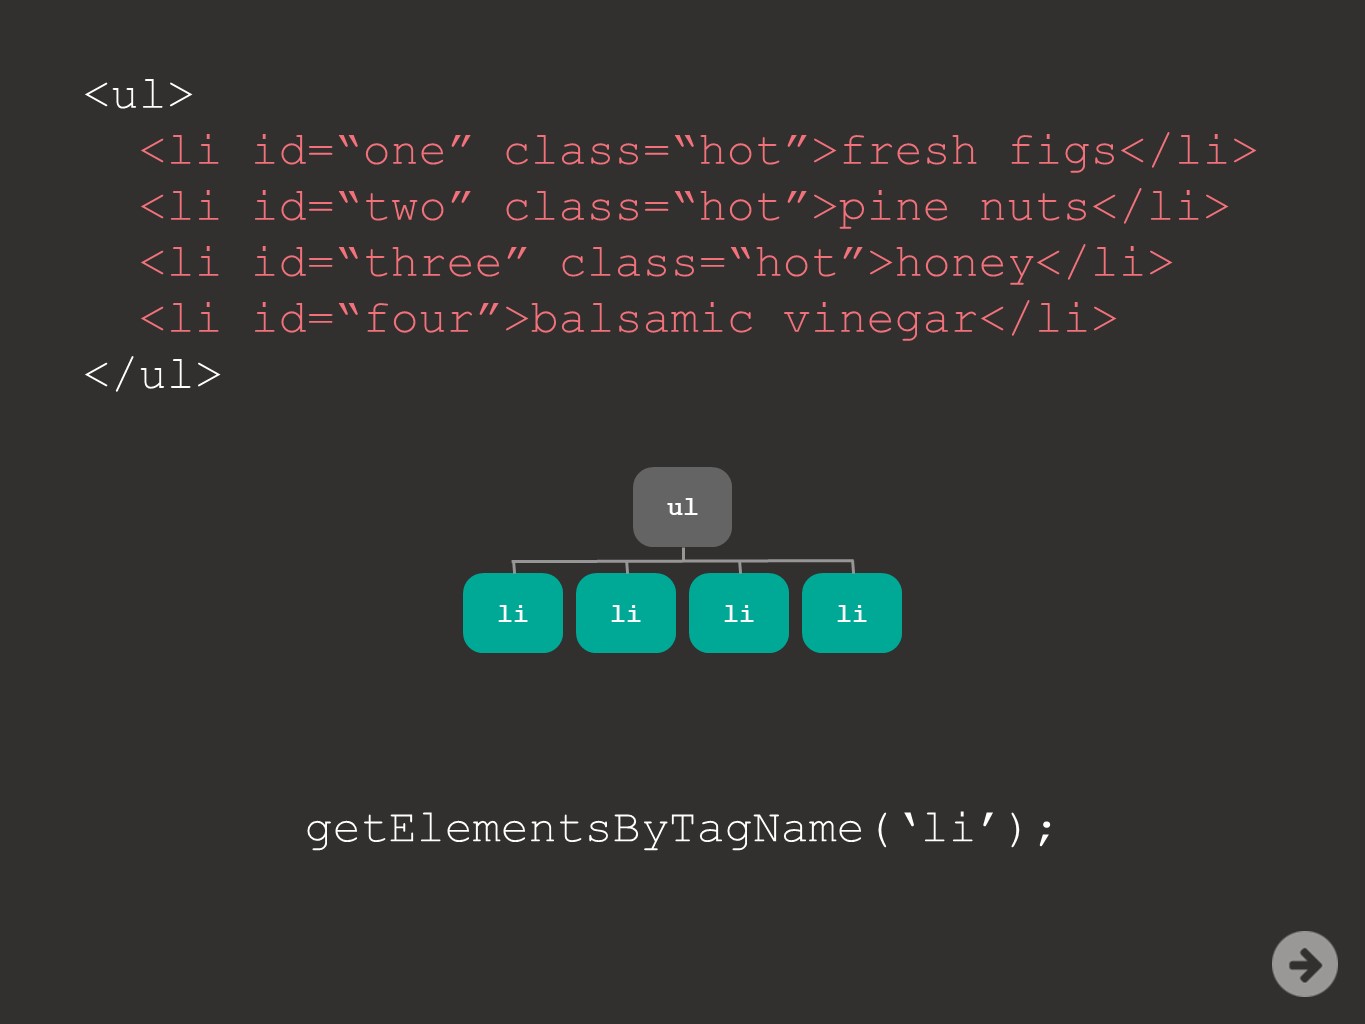 <ul>
<li id=“one” class=“hot”>fresh figs</li>
<li id=“two” class=“hot”>pine nuts</li>
<li id=“three” class=“hot”>honey</li>
<li id=“four”>balsamic vinegar</li>
</ul>
ul
li li li li
getElementsByTagName(‘li’);